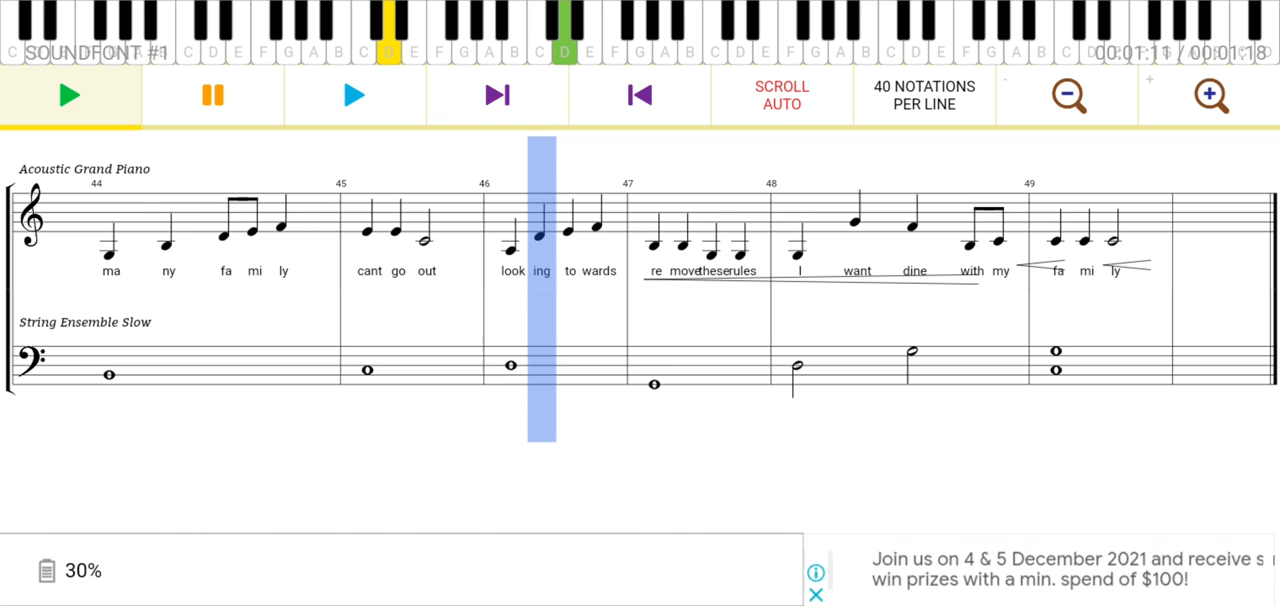 C D E F G A B C D E F G A B C D E F G A B C D E F G A B C D
SOUNDFONT #1
00:01:11 / 00:01:18
SCROLL
AUTO
40 NOTATIONS
PER LINE
-
+
Acoustic Grand Piano
44 45 46 47 48 49
ma ny fa mi ly cant go out look ing to wards re move these rules I want dine with my fa mi ly
String Ensemble Slow
30%
Join us on 4 & 5 December 2021 and receive
win prizes with a min. spend of $100!